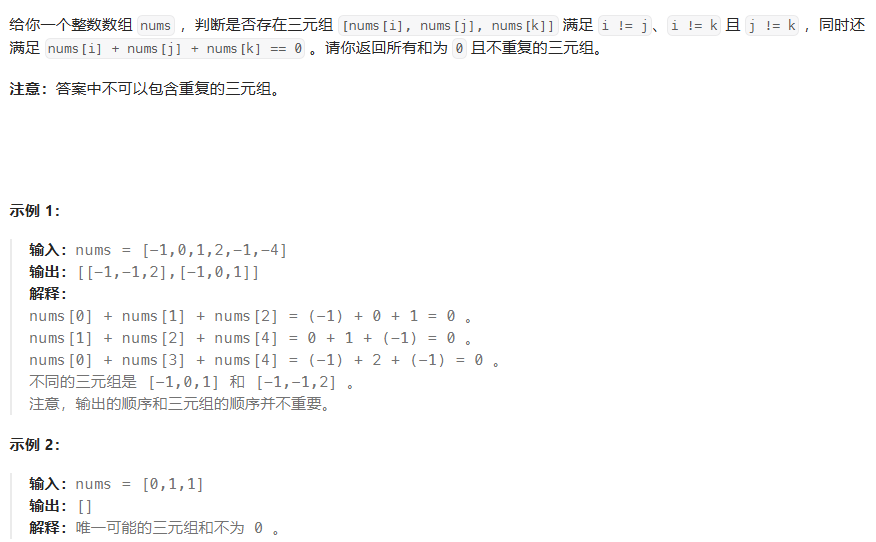 给你一个整数数组 nums ，判断是否存在三元组 [nums[i], nums[j], nums[k]] 满足 i != j、i != k 且 j != k ，同时还
满足 nums[i] + nums[j] + nums[k] == 0 。请你返回所有和为 0 且不重复的三元组。
注意：答案中不可以包含重复的三元组。
示例 1：
输入：nums = [-1,0,1,2,-1,-4]
输出：[[-1,-1,2],[-1,0,1]]
解释：
nums[0] + nums[1] + nums[2] = (-1) + 0 + 1 = 0 。
nums[1] + nums[2] + nums[4] = 0 + 1 + (-1) = 0 。
nums[0] + nums[3] + nums[4] = (-1) + 2 + (-1) = 0 。
不同的三元组是 [-1,0,1] 和 [-1,-1,2] 。
注意，输出的顺序和三元组的顺序并不重要。
示例 2：
输入：nums = [0,1,1]
输出：[]
解释：唯一可能的三元组和不为 0 。